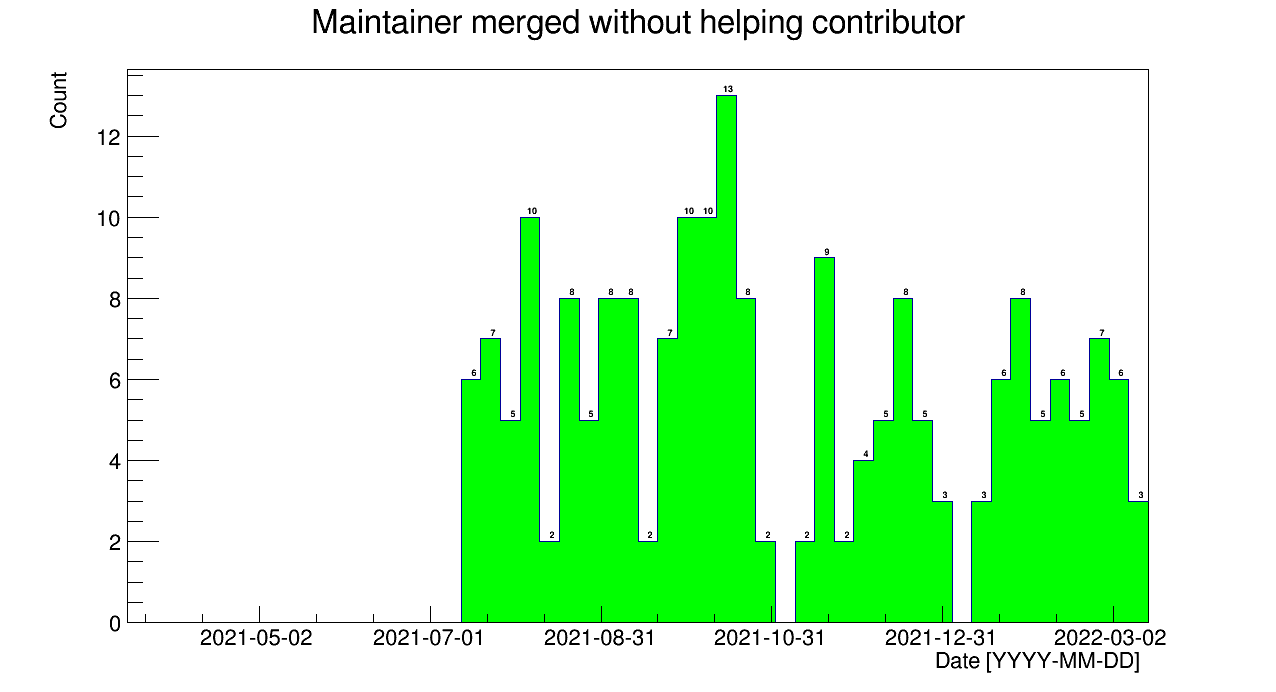 Maintainer merged without helping contributor
Count
13
12
10 10 10
10
9
8 8 8 8 8 8
8
7 7 7
6 6 6 6
6
5 5 5 5 5 5
4
4
3 3 3
2 2 2 2 2
2
0
2021-05-02 2021-07-01 2021-08-31 2021-10-31 2021-12-31 2022-03-02
Date [YYYY-MM-DD]